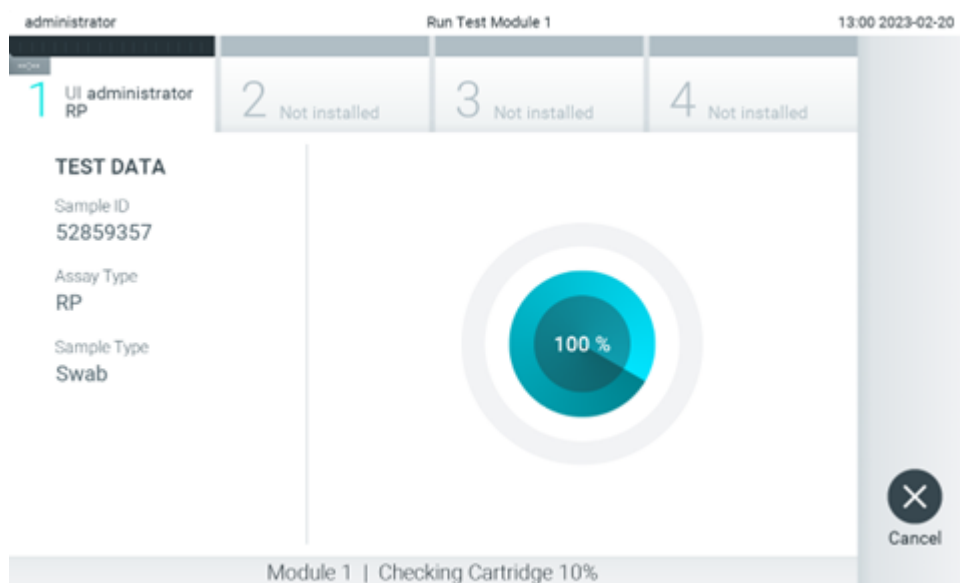 administrator Run Test Module 1 13:00 2023-02-20
--:--
1 UI administrator
RP
2 Not installed
3 Not installed
4 Not installed
TEST DATA
Sample ID
52859357
Assay Type
RP
Sample Type
Swab
100 %
Cancel
Module 1 | Checking Cartridge 10%